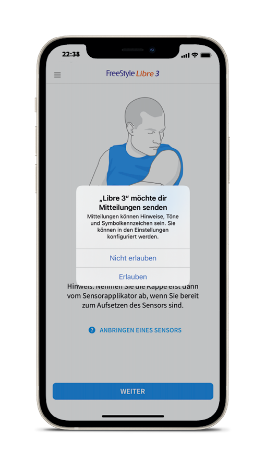 22:38
FreeStyle Libre 3
„Libre 3“ möchte dir
Mitteilungen senden
Mitteilungen können Hinweise, Töne
und Symbolkennzeichen sein. Sie
können in den Einstellungen
konfiguriert werden.
Nicht erlauben
Erlauben
Hinweis: Nehmen Sie die Kappe erst dann
vom Sensorapplikator ab, wenn Sie bereit
zum Aufsetzen des Sensors sind.
? ANBRINGEN EINES SENSORS
WEITER